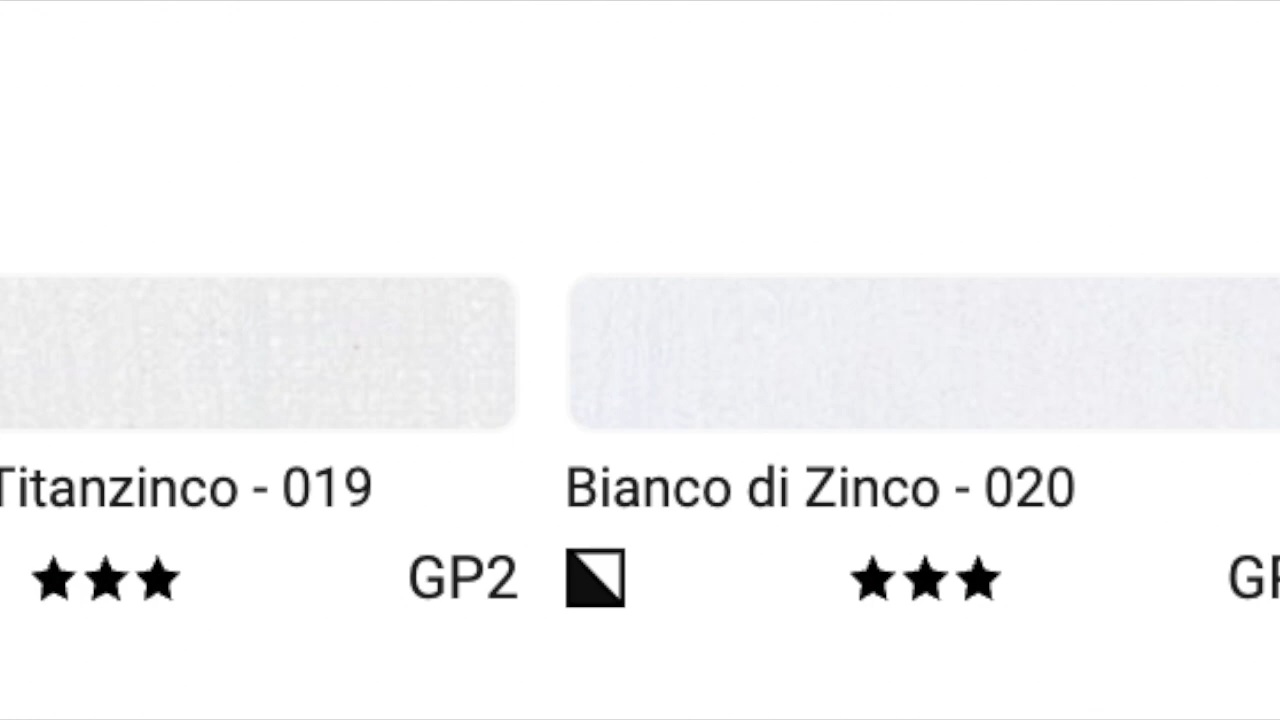 Titanzinco - 019
Bianco di Zinco - 020
★★★ GP2
★★★